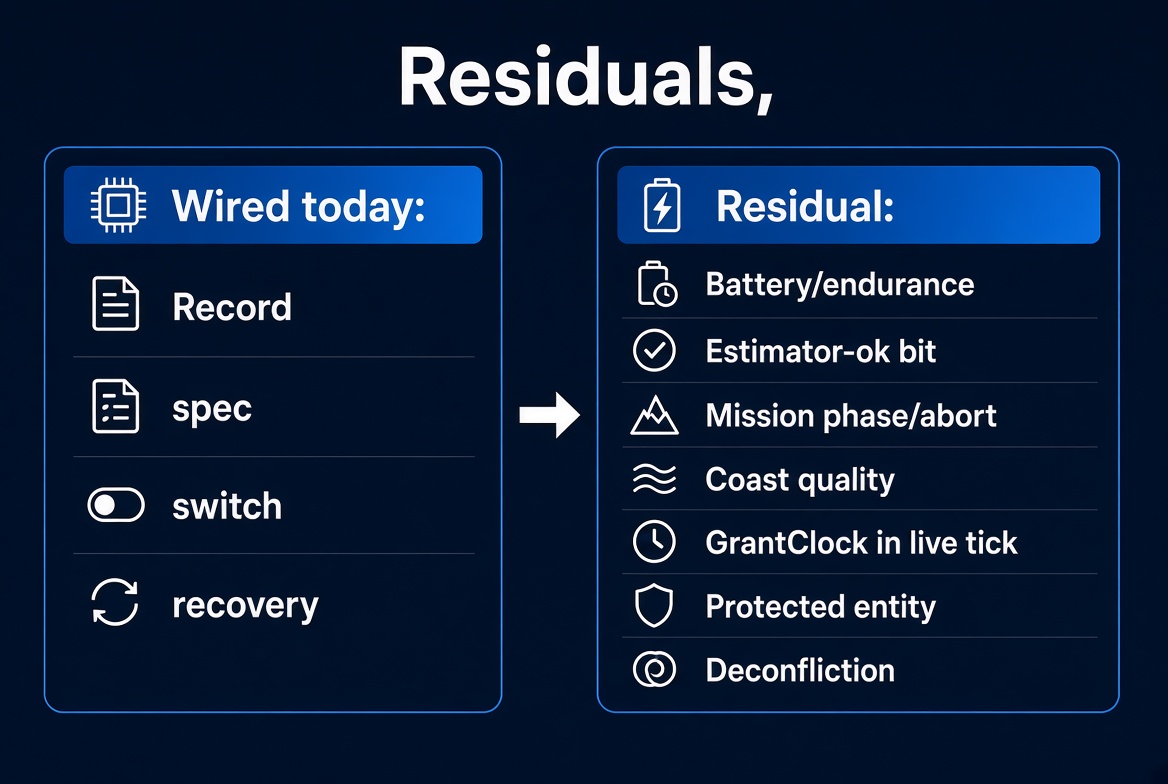 Residuals,
Wired today:
Record
spec
switch
recovery
Residual:
Battery/endurance
Estimator-ok bit
Mission phase/abort
Coast quality
GrantClock in live tick
Protected entity
Deconfliction